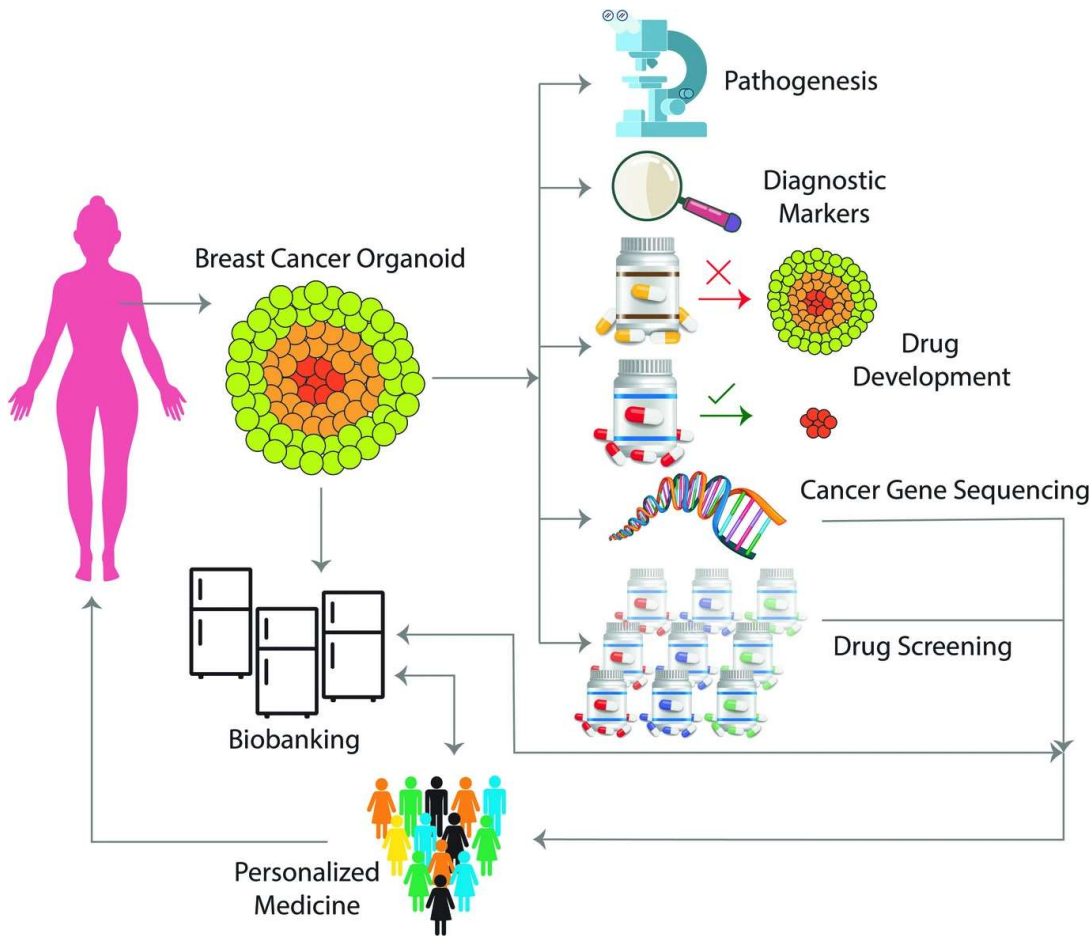 Pathogenesis
Diagnostic
Markers
Breast Cancer Organoid
Drug
Development
Cancer Gene Sequencing
Drug Screening
Biobanking
Personalized
Medicine